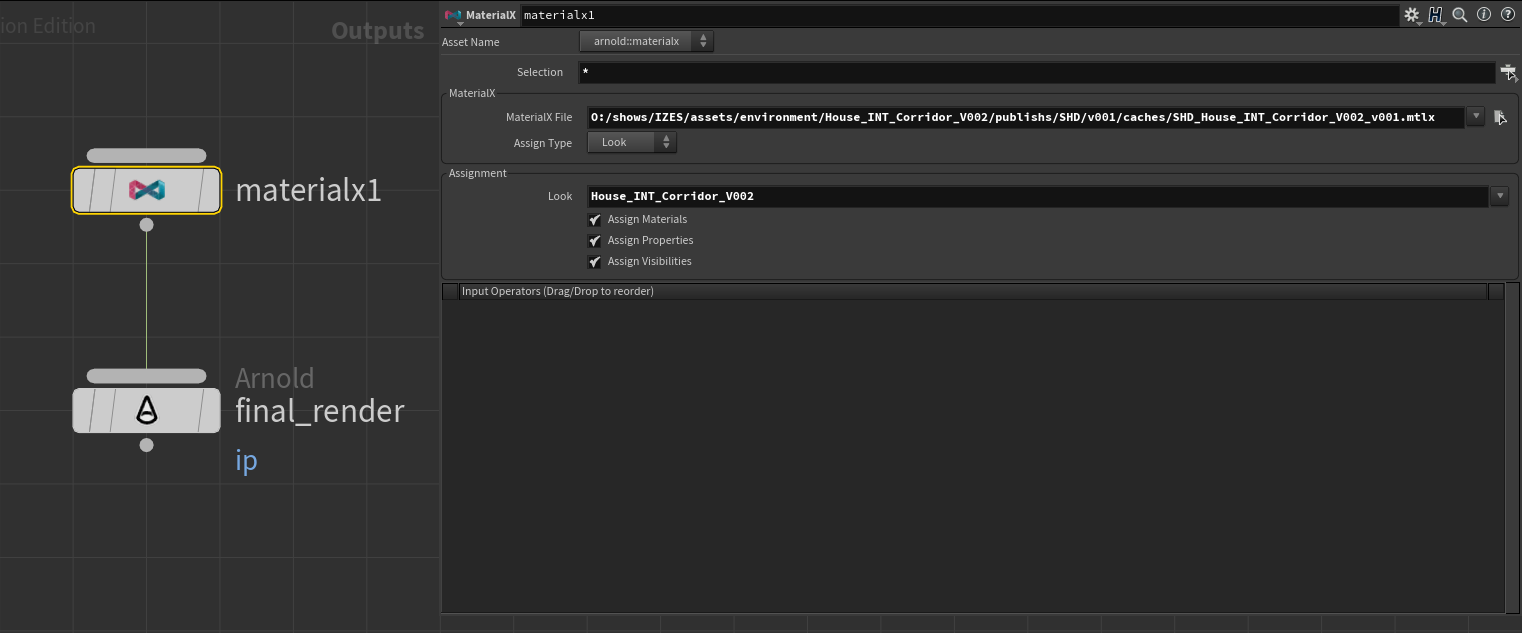 ion Edition
Outputs
materialx1
Arnold
final_render
ip
MaterialX materialx1
Asset Name arnold::materialx
Selection *
MaterialX
MaterialX File O:/shows/IZES/assets/environment/House_INT_Corridor_V002/publishs/SHD/v001/caches/SHD_House_INT_Corridor_V002_v001.mtlx
Assign Type Look
Assignment
Look House_INT_Corridor_V002
Assign Materials
Assign Properties
Assign Visibilities
Input Operators (Drag/Drop to reorder)